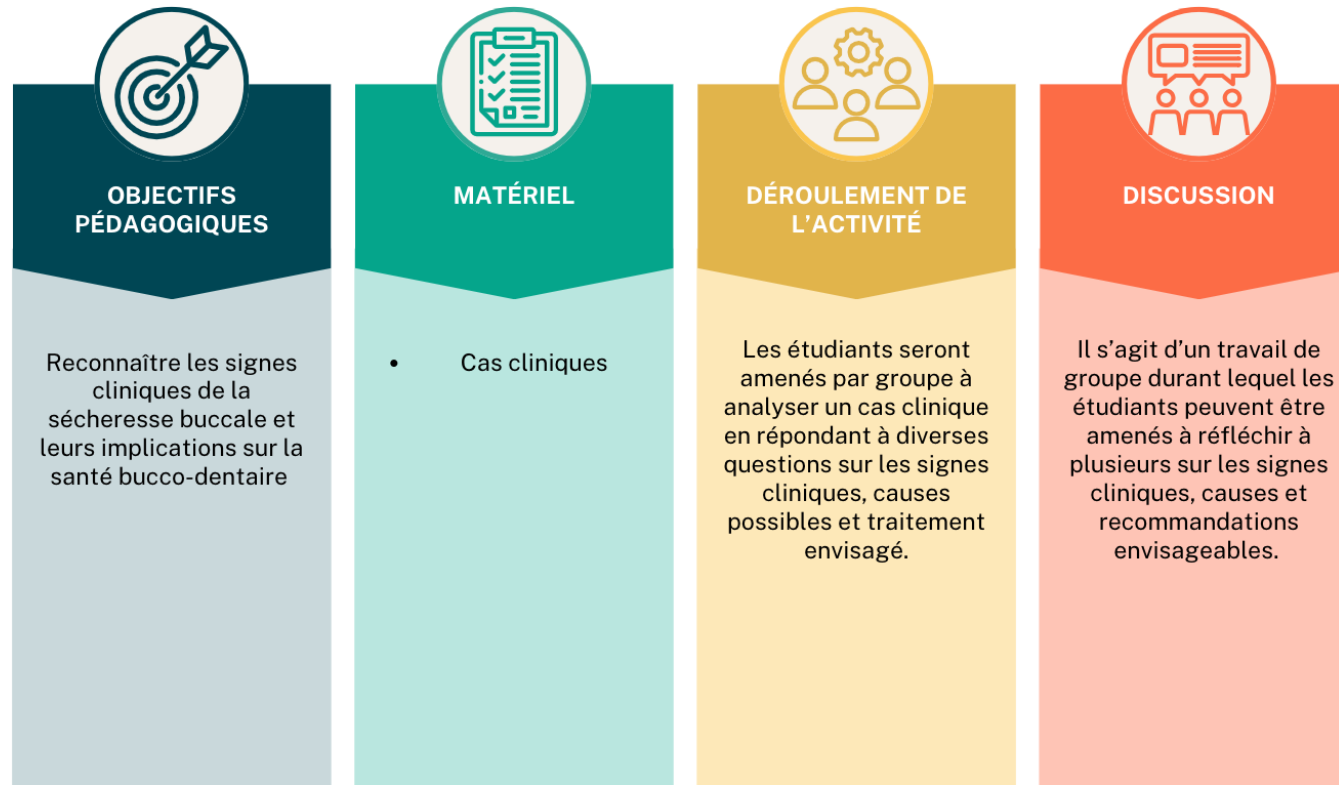 OBJECTIFS
PÉDAGOGIQUES
Reconnaître les signes
cliniques de la
sécheresse buccale et
leurs implications sur la
santé bucco-dentaire
MATÉRIEL
• Cas cliniques
DÉROULEMENT DE
L’ACTIVITÉ
Les étudiants seront
amenés par groupe à
analyser un cas clinique
en répondant à diverses
questions sur les signes
cliniques, causes
possibles et traitement
envisagé.
DISCUSSION
Il s’agit d’un travail de
groupe durant lequel les
étudiants peuvent être
amenés à réfléchir à
plusieurs sur les signes
cliniques, causes et
recommandations
envisageables.